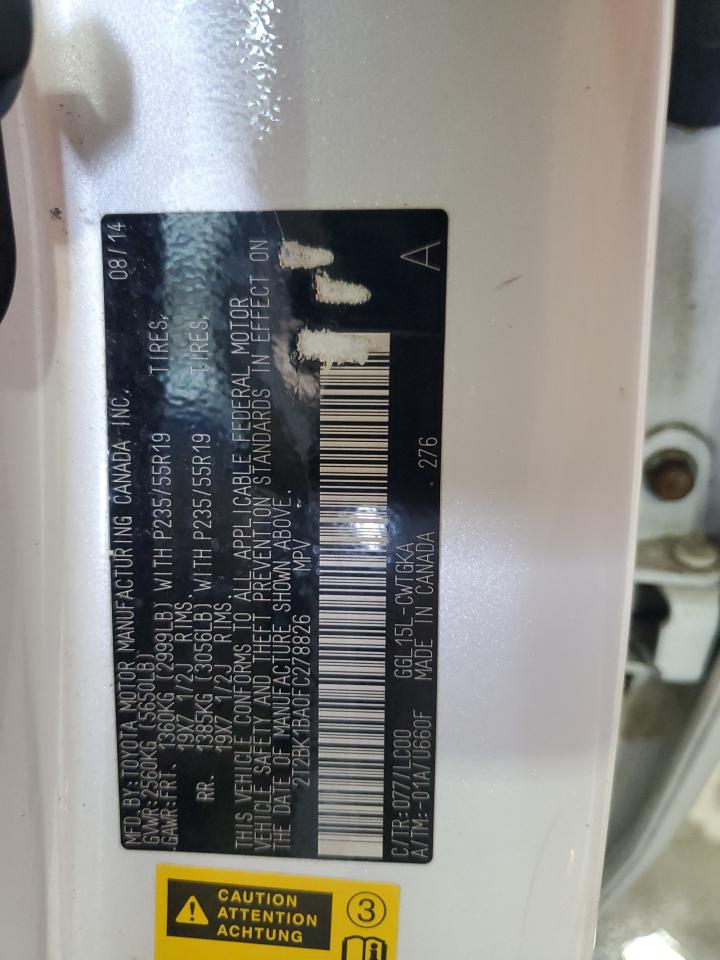 MFD. BY: TOYOTA MOTOR MANUFACTURING CANADA INC. 08/14
GVWR: 2560KG (5650LB)
GAWR: FRT. 1360KG (2999LB) WITH P235/55R19 TIRES,
19X7 1/2J RIMS
RR. 1385KG (3056LB) WITH P235/55R19 TIRES,
19X7 1/2J RIMS
THIS VEHICLE CONFORMS TO ALL APPLICABLE FEDERAL MOTOR
VEHICLE SAFETY AND THEFT PREVENTION STANDARDS IN EFFECT ON
THE DATE OF MANUFACTURE SHOWN ABOVE.
2T2BK1BA0FC278826 MPV
C/TR: 077/LC00 GGL15L-CWTGKA
A/TM: -01A/U660F MADE IN CANADA . 276 A
CAUTION
ATTENTION
ACHTUNG
3